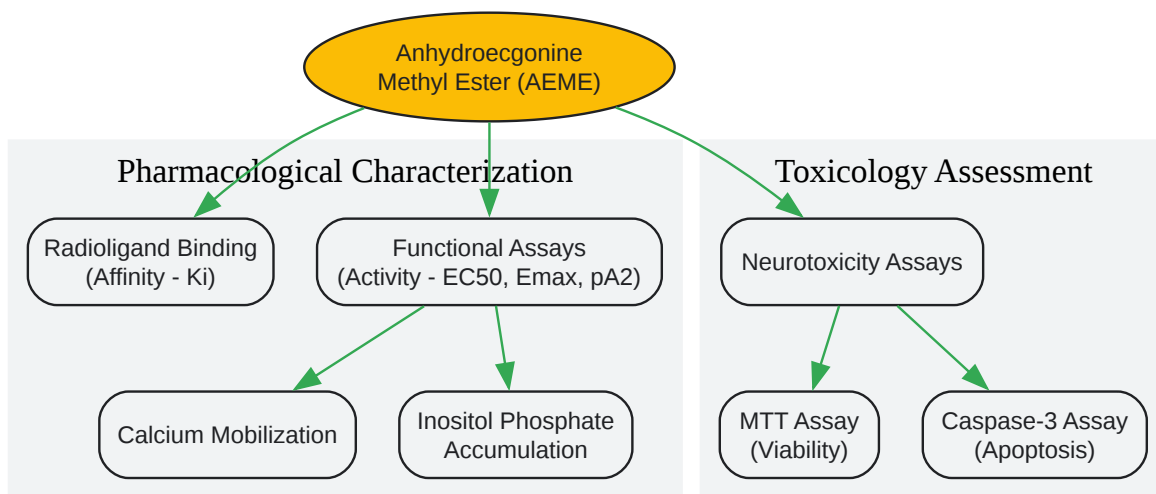 Anhydroecgonine
Methyl Ester (AEME)
Pharmacological Characterization
Toxicology Assessment
Radioligand Binding
(Affinity - Ki)
Functional Assays
(Activity - EC50, Emax, pA2)
Neurotoxicity Assays
Calcium Mobilization
Inositol Phosphate
Accumulation
MTT Assay
(Viability)
Caspase-3 Assay
(Apoptosis)